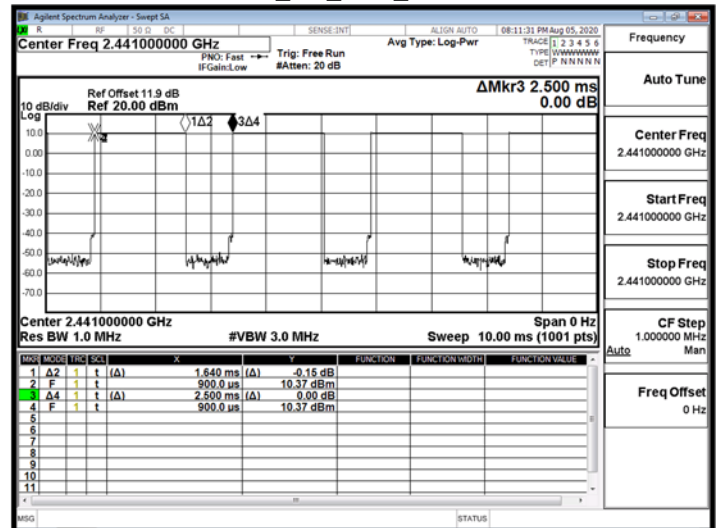 Agilent Spectrum Analyzer - Swept SA
R RF 50 Ω DC SENSE:INT ALIGN AUTO 08:11:31 PM Aug 05, 2020
Center Freq 2.441000000 GHz
PNO: Fast
IFGain:Low
Trig: Free Run
#Atten: 20 dB
Avg Type: Log-Pwr
TRACE 1 2 3 4 5 6
TYPE WWWWWW
DET P N N N N N
Ref Offset 11.9 dB
Ref 20.00 dBm
10 dB/div
Log
ΔMkr3 2.500 ms
0.00 dB
1Δ2
3Δ4
10.0
0.00
-10.0
-20.0
-30.0
-40.0
-50.0
-60.0
-70.0
Center 2.441000000 GHz
Span 0 Hz
Res BW 1.0 MHz
#VBW 3.0 MHz
Sweep 10.00 ms (1001 pts)
MKR MODE TRC SCL X Y FUNCTION FUNCTION WIDTH FUNCTION VALUE
1 Δ2 1 t (Δ) 1.640 ms (Δ) -0.15 dB
2 F 1 t 900.0 µs 10.37 dBm
3 Δ4 1 t (Δ) 2.500 ms (Δ) 0.00 dB
4 F 1 t 900.0 µs 10.37 dBm
5
6
7
8
9
10
11
MSG
STATUS
Frequency
Auto Tune
Center Freq
2.441000000 GHz
Start Freq
2.441000000 GHz
Stop Freq
2.441000000 GHz
CF Step
1.000000 MHz
Auto Man
Freq Offset
0 Hz